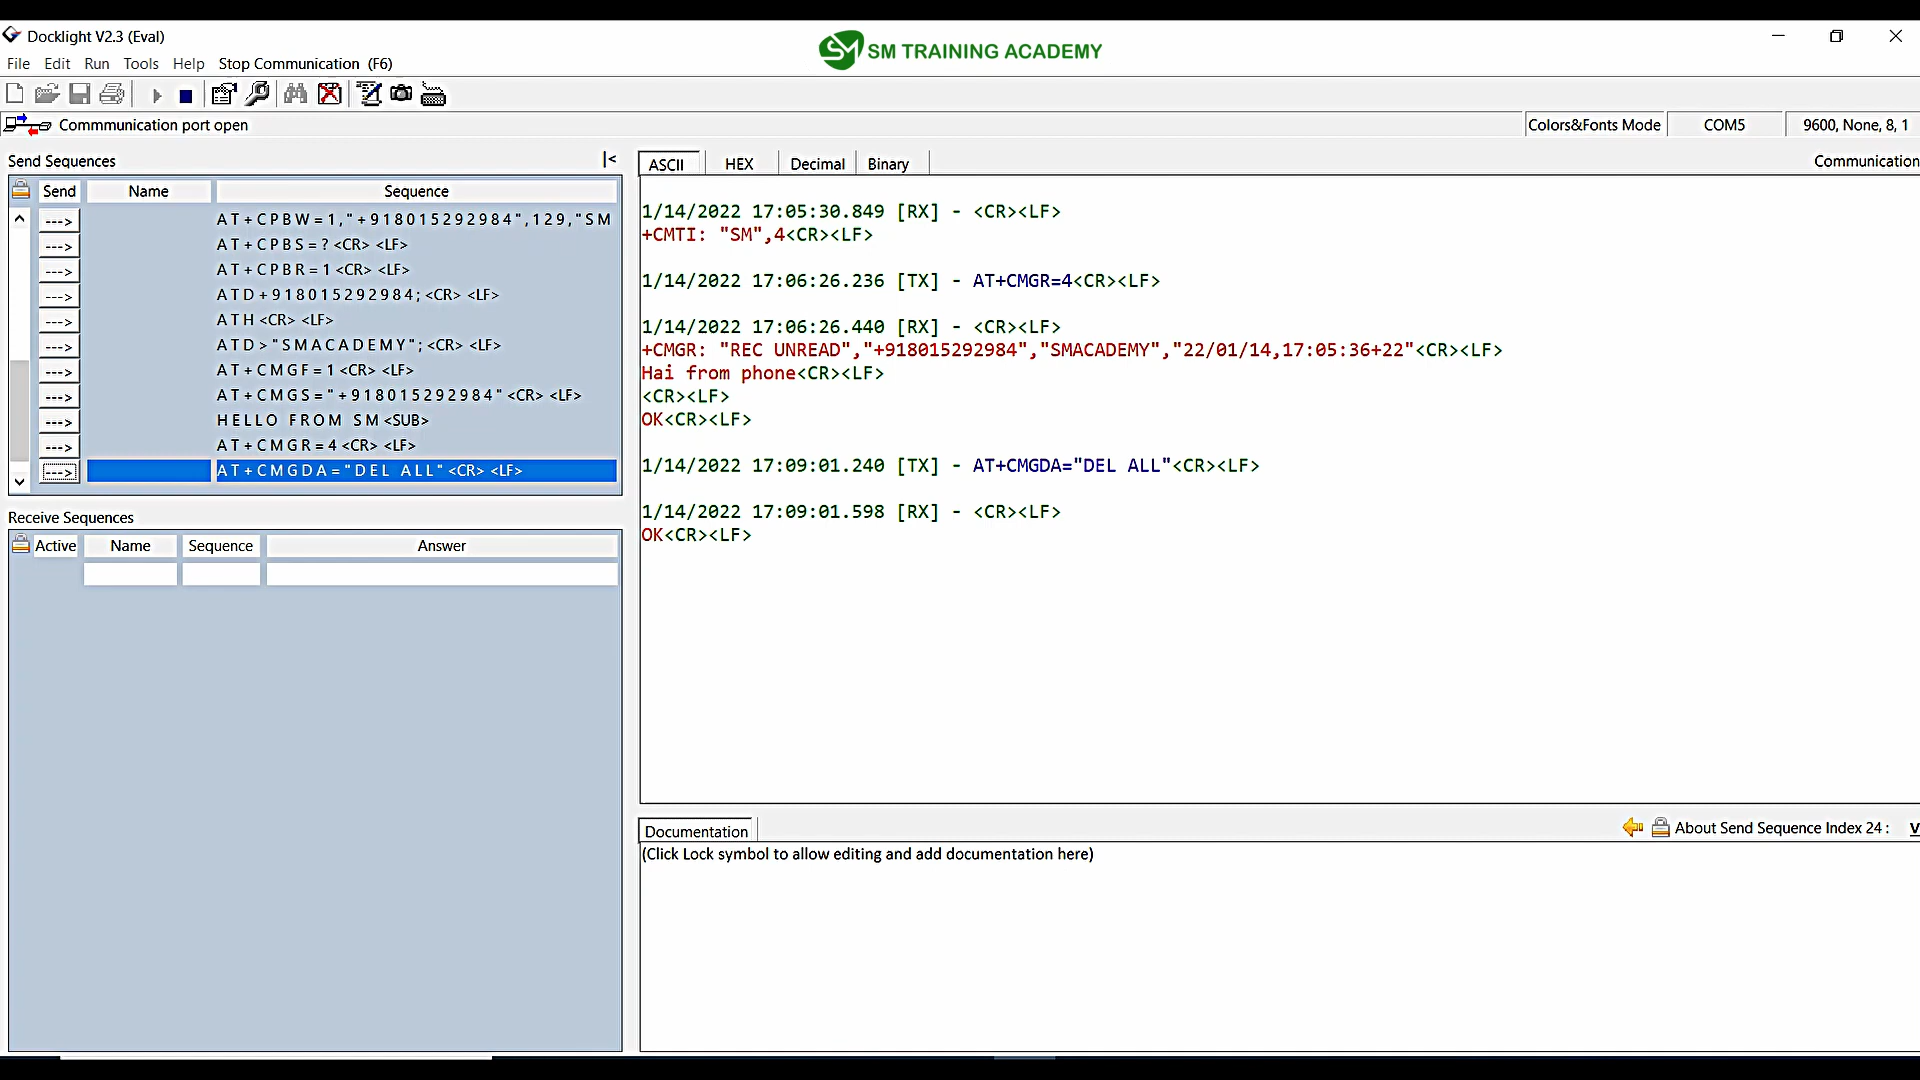 Docklight V2.3 (Eval)
SM TRAINING ACADEMY
File Edit Run Tools Help Stop Communication (F6)
Commmunication port open
Colors&Fonts Mode COM5 9600, None, 8, 1
Send Sequences
Send Name Sequence
AT+CPBW=1,"+918015292984",129,"SM
AT+CPBS=?<CR><LF>
AT+CPBR=1<CR><LF>
ATD+918015292984;<CR><LF>
ATH<CR><LF>
ATD>"SMACADEMY";<CR><LF>
AT+CMGF=1<CR><LF>
AT+CMGS="+918015292984"<CR><LF>
HELLO FROM SM<SUB>
AT+CMGR=4<CR><LF>
AT+CMGDA="DEL ALL"<CR><LF>
Receive Sequences
Active Name Sequence Answer
ASCII HEX Decimal Binary
Communication
1/14/2022 17:05:30.849 [RX] - <CR><LF>
+CMTI: "SM",4<CR><LF>
1/14/2022 17:06:26.236 [TX] - AT+CMGR=4<CR><LF>
1/14/2022 17:06:26.440 [RX] - <CR><LF>
+CMGR: "REC UNREAD","+918015292984","SMACADEMY","22/01/14,17:05:36+22"<CR><LF>
Hai from phone<CR><LF>
<CR><LF>
OK<CR><LF>
1/14/2022 17:09:01.240 [TX] - AT+CMGDA="DEL ALL"<CR><LF>
1/14/2022 17:09:01.598 [RX] - <CR><LF>
OK<CR><LF>
Documentation
About Send Sequence Index 24:
(Click Lock symbol to allow editing and add documentation here)